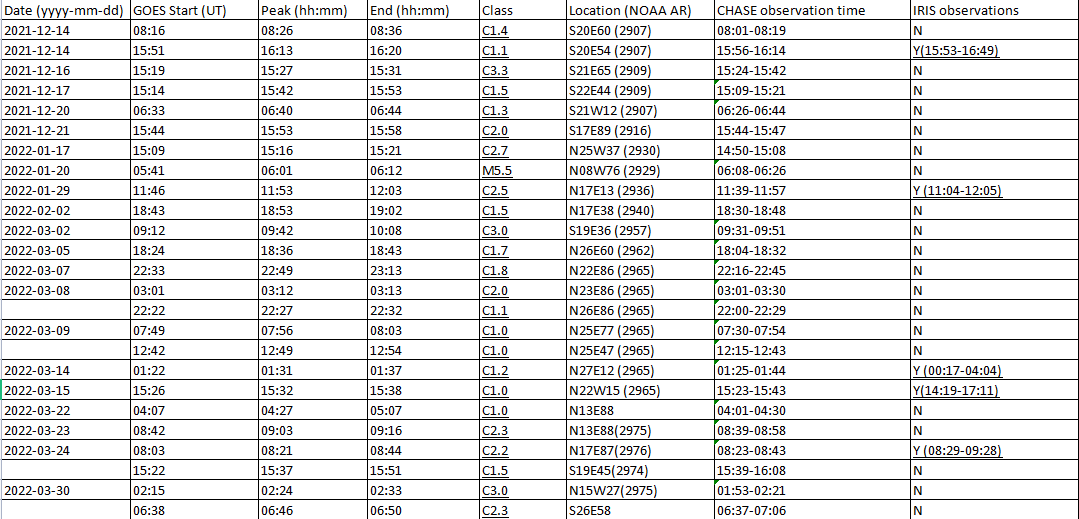 Date (yyyy-mm-dd) GOES Start (UT) Peak (hh:mm) End (hh:mm) Class Location (NOAA AR) CHASE observation time IRIS observations
2021-12-14 08:16 08:26 08:36 C1.4 S20E60 (2907) 08:01-08:19 N
2021-12-14 15:51 16:13 16:20 C1.1 S20E54 (2907) 15:56-16:14 Y(15:53-16:49)
2021-12-16 15:19 15:27 15:31 C3.3 S21E65 (2909) 15:24-15:42 N
2021-12-17 15:14 15:42 15:53 C1.5 S22E44 (2909) 15:09-15:21 N
2021-12-20 06:33 06:40 06:44 C1.3 S21W12 (2907) 06:26-06:44 N
2021-12-21 15:44 15:53 15:58 C2.0 S17E89 (2916) 15:44-15:47 N
2022-01-17 15:09 15:16 15:21 C2.7 N25W37 (2930) 14:50-15:08 N
2022-01-20 05:41 06:01 06:12 M5.5 N08W76 (2929) 06:08-06:26 N
2022-01-29 11:46 11:53 12:03 C2.5 N17E13 (2936) 11:39-11:57 Y (11:04-12:05)
2022-02-02 18:43 18:53 19:02 C1.5 N17E38 (2940) 18:30-18:48 N
2022-03-02 09:12 09:42 10:08 C3.0 S19E36 (2957) 09:31-09:51 N
2022-03-05 18:24 18:36 18:43 C1.7 N26E60 (2962) 18:04-18:32 N
2022-03-07 22:33 22:49 23:13 C1.8 N22E86 (2965) 22:16-22:45 N
2022-03-08 03:01 03:12 03:13 C2.0 N23E86 (2965) 03:01-03:30 N
22:22 22:27 22:32 C1.1 N26E86 (2965) 22:00-22:29 N
2022-03-09 07:49 07:56 08:03 C1.0 N25E77 (2965) 07:30-07:54 N
12:42 12:49 12:54 C1.0 N25E47 (2965) 12:15-12:43 N
2022-03-14 01:22 01:31 01:37 C1.2 N27E12 (2965) 01:25-01:44 Y (00:17-04:04)
2022-03-15 15:26 15:32 15:38 C1.0 N22W15 (2965) 15:23-15:43 Y(14:19-17:11)
2022-03-22 04:07 04:27 05:07 C1.0 N13E88 04:01-04:30 N
2022-03-23 08:42 09:03 09:16 C2.3 N13E88(2975) 08:39-08:58 N
2022-03-24 08:03 08:21 08:44 C2.2 N17E87(2976) 08:23-08:43 Y (08:29-09:28)
15:22 15:37 15:51 C1.5 S19E45(2974) 15:39-16:08 N
2022-03-30 02:15 02:24 02:33 C3.0 N15W27(2975) 01:53-02:21 N
06:38 06:46 06:50 C2.3 S26E58 06:37-07:06 N